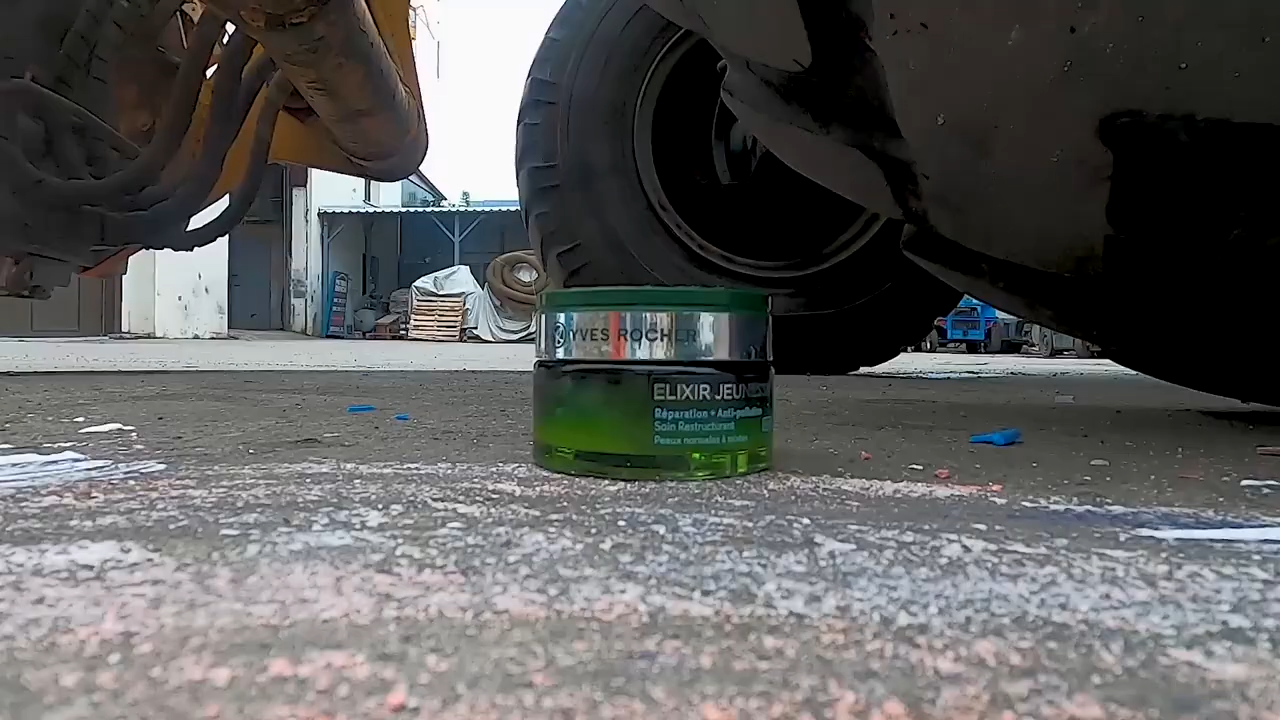 YVES ROCHER
ELIXIR JEUNESSE
Réparation + Anti-pollution
Soin Restructurant
Peaux normales à mixtes